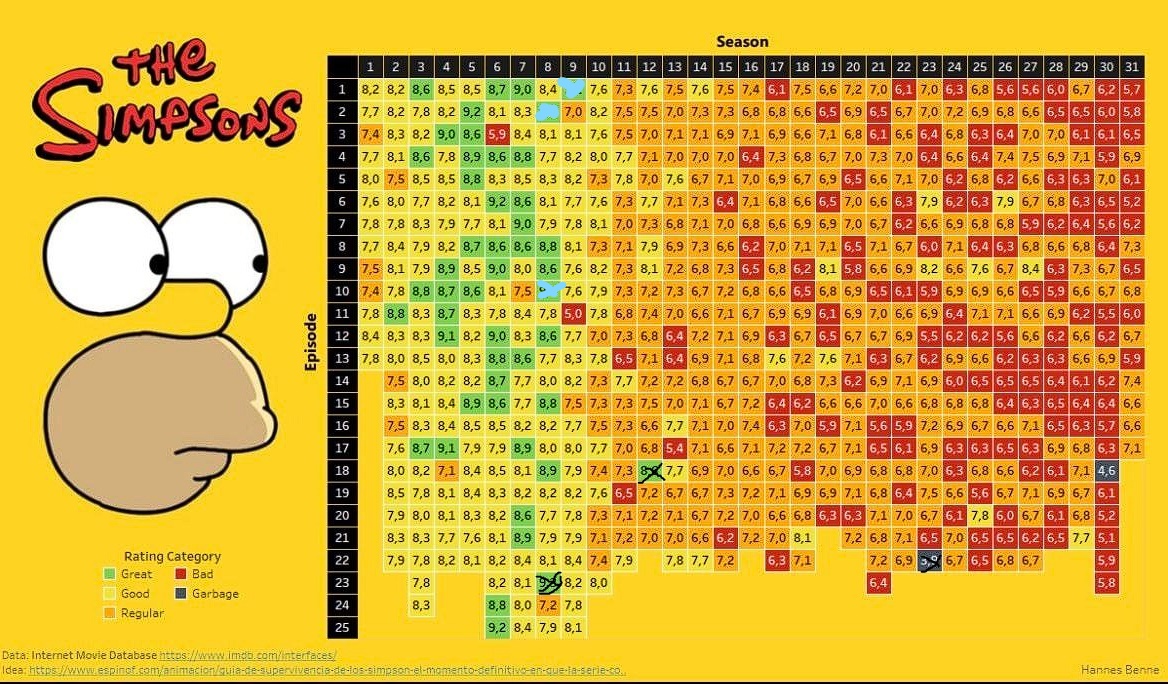 THE SIMPSONS
Season
Episode
1 2 3 4 5 6 7 8 9 10 11 12 13 14 15 16 17 18 19 20 21 22 23 24 25 26 27 28 29 30 31
1 8,2 8,2 8,6 8,5 8,5 8,7 9,0 8,4 7,6 7,3 7,6 7,5 7,6 7,5 7,4 6,1 7,5 6,6 7,2 7,0 6,1 7,0 6,3 6,8 5,6 5,6 6,0 6,7 6,2 5,7
2 7,7 8,2 7,8 8,2 9,2 8,1 8,3 7,0 8,2 7,5 7,5 7,0 7,3 7,3 6,8 6,8 6,6 6,5 6,9 6,5 6,7 7,0 7,2 6,9 6,8 6,6 6,5 6,5 6,0 5,8
3 7,4 8,3 8,2 9,0 8,6 5,9 8,4 8,1 8,1 7,6 7,5 7,0 7,1 7,1 6,9 7,1 6,9 6,6 7,1 6,8 6,1 6,6 6,4 6,8 6,3 6,4 7,0 7,0 6,1 6,1 6,5
4 7,7 8,1 8,6 7,8 8,9 8,6 8,8 7,7 8,2 8,0 7,7 7,1 7,0 7,0 7,0 6,4 7,3 6,8 6,7 7,0 7,3 7,0 6,4 6,6 6,4 7,4 7,5 6,9 7,1 5,9 6,9
5 8,0 7,5 8,5 8,5 8,8 8,3 8,5 8,3 8,2 7,3 7,8 7,0 7,6 6,7 7,1 7,0 6,9 6,7 6,9 6,5 6,6 7,1 7,0 6,2 6,8 6,2 6,6 6,3 6,3 7,0 6,1
6 7,6 8,0 7,7 8,2 8,1 9,2 8,6 8,1 7,7 7,6 7,3 7,7 7,1 7,3 6,4 7,1 6,8 6,6 6,5 7,0 6,6 6,3 7,9 6,2 6,3 7,9 6,7 6,8 6,3 6,5 5,2
7 7,8 7,8 8,3 7,9 7,7 8,1 9,0 7,9 7,8 8,1 7,0 7,3 6,8 7,1 7,0 6,8 6,6 6,9 6,9 7,0 6,7 6,2 6,6 6,9 6,8 6,8 5,9 6,2 6,4 5,6 6,2
8 7,7 8,4 7,9 8,2 8,7 8,6 8,6 8,8 8,1 7,3 7,1 7,9 6,9 7,3 6,6 6,2 7,0 7,1 7,1 6,5 7,1 6,7 6,0 7,1 6,4 6,3 6,8 6,6 6,8 6,4 7,3
9 7,5 8,1 7,9 8,9 8,5 9,0 8,0 8,6 7,6 8,2 7,3 8,1 7,2 6,8 7,3 6,5 6,8 6,2 8,1 5,8 6,6 6,9 8,2 6,6 7,6 6,7 8,4 6,3 7,3 6,7 6,5
10 7,4 7,8 8,8 8,7 8,6 8,1 7,5 7,6 7,9 7,3 7,2 7,3 6,7 7,2 6,8 6,8 6,5 6,8 6,9 6,5 6,1 5,9 6,9 6,9 6,6 6,5 5,9 6,6 6,7 6,8
11 7,8 8,8 8,3 8,7 8,3 7,8 8,4 7,8 5,0 7,8 6,8 7,4 7,0 6,6 7,1 6,7 6,9 6,9 6,1 6,9 7,0 6,7 6,9 6,4 7,1 7,1 6,6 6,9 6,2 5,5 6,0
12 8,4 8,3 8,3 9,1 8,2 9,0 8,3 8,6 7,7 7,0 7,3 6,8 6,4 7,2 6,9 6,7 6,3 6,7 6,5 6,7 6,7 6,9 5,5 6,2 6,2 5,6 6,6 6,2 6,6 6,2 6,7
13 7,8 8,0 8,5 8,0 8,3 8,8 8,6 7,7 8,3 7,8 6,5 7,1 6,4 6,9 7,1 6,8 7,6 7,2 7,6 7,1 6,3 6,7 6,2 6,9 6,6 6,2 6,3 6,3 6,6 6,9 5,9
14 7,5 8,0 8,2 8,2 8,7 7,7 8,0 8,2 7,3 7,7 7,2 7,2 6,8 6,7 6,7 7,0 6,8 7,3 6,2 6,9 7,1 6,9 6,0 6,5 6,5 6,5 6,4 6,1 6,2 7,4
15 8,3 8,1 8,4 8,9 8,6 7,7 8,8 7,5 7,3 7,3 7,5 7,0 7,1 6,7 7,2 6,4 6,2 6,6 6,6 7,0 6,6 6,8 6,8 6,8 6,4 6,3 6,5 6,4 6,4 6,6
16 7,5 8,3 8,4 8,5 8,5 8,2 8,2 7,7 7,5 7,3 6,6 7,7 7,1 6,4 7,0 6,3 7,0 5,9 7,1 5,6 5,9 7,2 6,9 6,7 6,6 7,1 6,5 6,3 5,7 6,6
17 7,6 8,7 9,1 7,9 7,9 8,9 8,0 8,0 7,7 7,0 6,8 5,4 7,1 6,6 7,4 6,6 7,2 6,7 7,1 6,5 6,1 6,9 6,3 6,3 6,5 6,3 6,9 6,8 6,3 7,1
18 8,0 8,2 7,1 8,4 8,5 8,1 8,9 7,9 7,4 7,3 7,7 6,9 7,0 6,6 6,7 5,8 7,0 6,9 6,8 6,8 7,0 6,3 6,8 6,6 6,2 6,1 7,1 4,6
19 8,5 7,8 8,1 8,4 8,3 8,2 8,2 8,2 7,6 6,5 7,2 6,7 6,7 7,3 7,2 7,1 6,9 6,9 7,1 6,8 6,4 7,5 6,6 5,6 6,7 7,1 6,9 6,7 6,1
20 7,9 8,0 8,1 8,3 8,2 8,6 7,7 7,8 7,3 7,1 7,2 7,1 6,7 7,2 7,0 6,6 6,8 6,3 6,3 7,1 7,0 6,7 6,1 7,8 6,0 6,7 6,1 6,8 5,2
21 8,3 8,3 7,7 7,6 8,1 8,9 7,9 7,9 7,1 7,2 7,0 7,0 6,6 6,2 7,2 7,0 8,1 7,2 6,8 7,1 6,5 7,0 6,5 6,5 6,2 6,5 7,7 5,1
22 7,9 7,8 8,2 8,1 8,2 8,4 8,1 8,4 7,4 7,9 7,8 7,7 7,2 6,3 7,1 7,2 6,9 6,7 6,5 6,8 6,7 5,9
23 7,8 8,2 8,1 8,2 8,0 6,4 5,8
24 8,3 8,8 8,0 7,2 7,8
25 9,2 8,4 7,9 8,1
Rating Category
Great Bad
Good Garbage
Regular
Data: Internet Movie Database https://www.imdb.com/interfaces/
Idea: https://www.espinof.com/animacion/guia-de-supervivencia-de-los-simpson-el-momento-definitivo-en-que-la-serie-co..
Hannes Benne